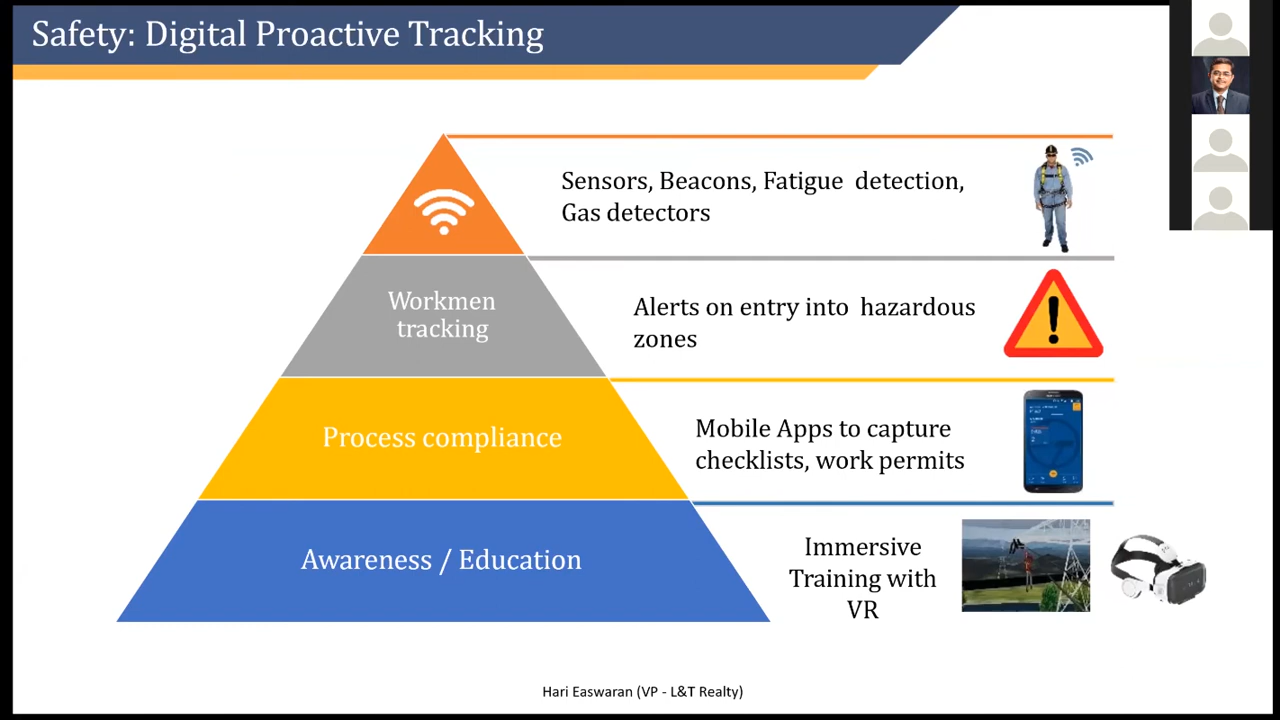 Safety: Digital Proactive Tracking
Sensors, Beacons, Fatigue detection,
Gas detectors
Workmen
tracking
Alerts on entry into hazardous
zones
Process compliance
Mobile Apps to capture
checklists, work permits
Awareness / Education
Immersive
Training with
VR
Hari Easwaran (VP - L&T Realty)